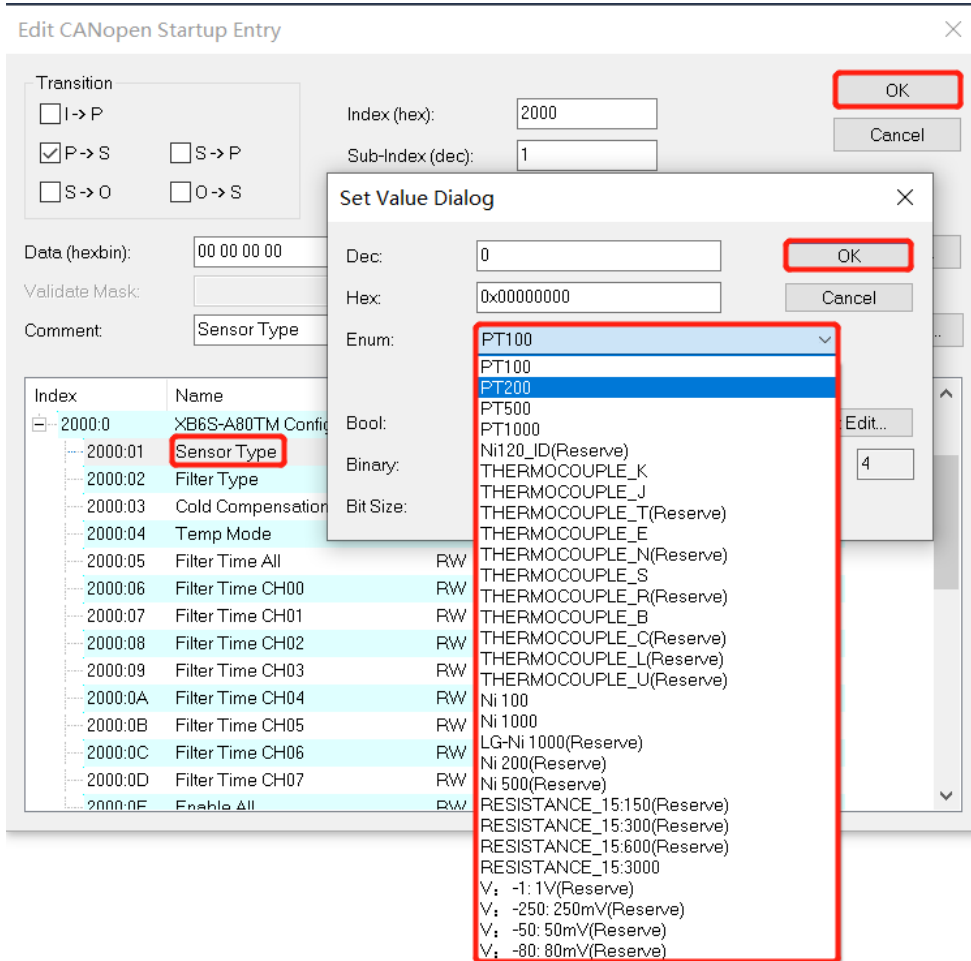 Edit CANopen Startup Entry
Transition
I -> P
P -> S
S -> P
S -> O
O -> S
Index (hex):
2000
Sub-Index (dec):
1
OK
Cancel
Data (hexbin):
00 00 00 00
Validate Mask:
Comment:
Sensor Type
Set Value Dialog
Dec:
0
OK
Hex:
0x00000000
Cancel
Enum:
PT100
PT100
PT200
PT500
PT1000
Ni120_ID(Reserve)
THERMOCOUPLE_K
THERMOCOUPLE_J
THERMOCOUPLE_T(Reserve)
THERMOCOUPLE_E
THERMOCOUPLE_N(Reserve)
THERMOCOUPLE_S
THERMOCOUPLE_R(Reserve)
THERMOCOUPLE_B
THERMOCOUPLE_C(Reserve)
THERMOCOUPLE_L(Reserve)
THERMOCOUPLE_U(Reserve)
Ni 100
Ni 1000
LG-Ni 1000(Reserve)
Ni 200(Reserve)
Ni 500(Reserve)
RESISTANCE_15:150(Reserve)
RESISTANCE_15:300(Reserve)
RESISTANCE_15:600(Reserve)
RESISTANCE_15:3000
V：-1: 1V(Reserve)
V：-250: 250mV(Reserve)
V：-50: 50mV(Reserve)
V：-80: 80mV(Reserve)
Bool:
Edit...
Binary:
4
Bit Size:
Index Name
2000:0 XB6S-A80TM
2000:01 Sensor Type
2000:02 Filter Type
2000:03 Cold Compensation
2000:04 Temp Mode
2000:05 Filter Time All RW
2000:06 Filter Time CH00 RW
2000:07 Filter Time CH01 RW
2000:08 Filter Time CH02 RW
2000:09 Filter Time CH03 RW
2000:0A Filter Time CH04 RW
2000:0B Filter Time CH05 RW
2000:0C Filter Time CH06 RW
2000:0D Filter Time CH07 RW
Enable All RW